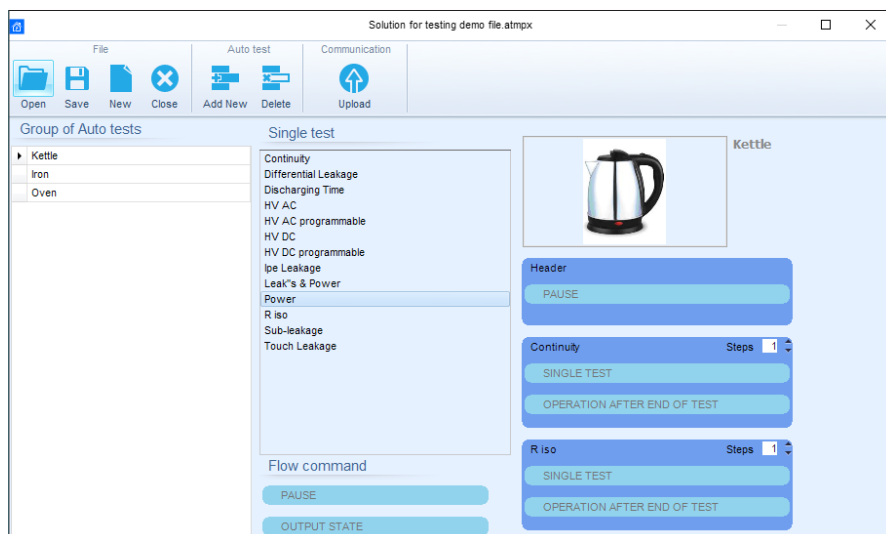 Solution for testing demo file.atmpx
File
Auto test
Communication
Open
Save
New
Close
Add New
Delete
Upload
Group of Auto tests
Kettle
Iron
Oven
Single test
Continuity
Differential Leakage
Discharging Time
HV AC
HV AC programmable
HV DC
HV DC programmable
Ipe Leakage
Leak"s & Power
Power
R iso
Sub-leakage
Touch Leakage
Flow command
PAUSE
OUTPUT STATE
Kettle
Header
PAUSE
Continuity Steps 1
SINGLE TEST
OPERATION AFTER END OF TEST
R iso Steps 1
SINGLE TEST
OPERATION AFTER END OF TEST